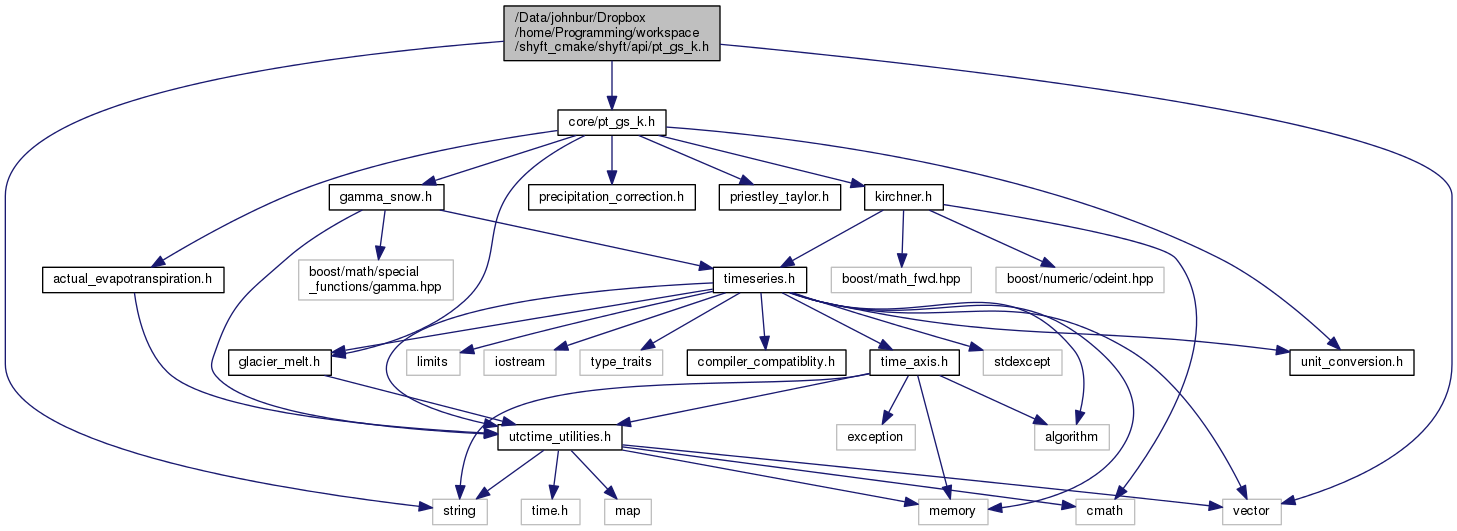 /Data/johnbur/Dropbox
/home/Programming/workspace
/shyft_cmake/shyft/api/pt_gs_k.h
core/pt_gs_k.h
gamma_snow.h
precipitation_correction.h
priestley_taylor.h
kirchner.h
actual_evapotranspiration.h
boost/math/special
_functions/gamma.hpp
timeseries.h
boost/math_fwd.hpp
boost/numeric/odeint.hpp
glacier_melt.h
limits
iostream
type_traits
compiler_compatiblity.h
time_axis.h
stdexcept
unit_conversion.h
utctime_utilities.h
exception
algorithm
string
time.h
map
memory
cmath
vector